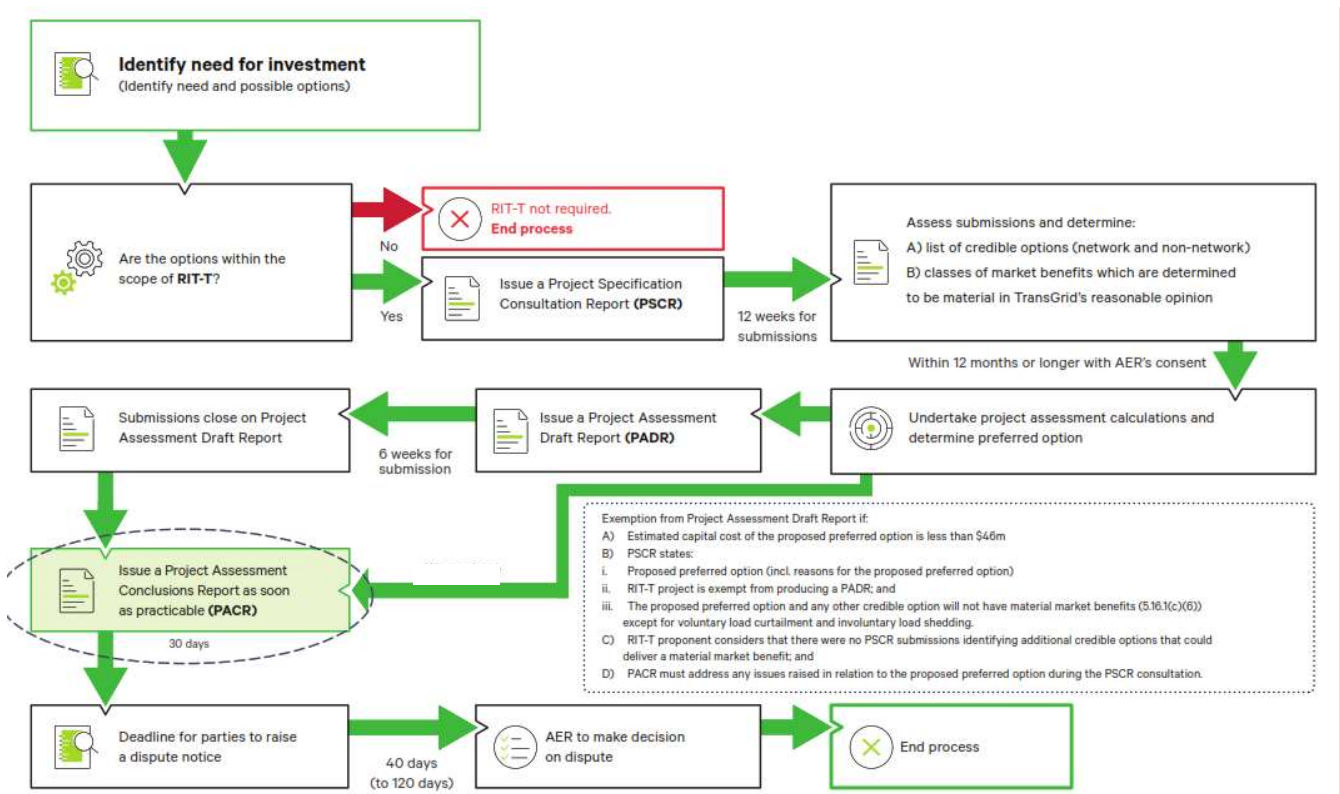 Identify need for investment
(Identify need and possible options)
Are the options within the
scope of RIT-T?
No
RIT-T not required.
End process
Yes
Issue a Project Specification
Consultation Report (PSCR)
12 weeks for
submissions
Assess submissions and determine:
A) list of credible options (network and non-network)
B) classes of market benefits which are determined
to be material in TransGrid's reasonable opinion
Within 12 months or longer with AER's consent
Undertake project assessment calculations and
determine preferred option
Issue a Project Assessment
Draft Report (PADR)
6 weeks for
submission
Submissions close on Project
Assessment Draft Report
Exemption from Project Assessment Draft Report if:
A) Estimated capital cost of the proposed preferred option is less than $46m
B) PSCR states:
i. Proposed preferred option (incl. reasons for the proposed preferred option)
ii. RIT-T project is exempt from producing a PADR; and
iii. The proposed preferred option and any other credible option will not have material market benefits (5.16.1(c)(6))
except for voluntary load curtailment and involuntary load shedding.
C) RIT-T proponent considers that there were no PSCR submissions identifying additional credible options that could
deliver a material market benefit; and
D) PACR must address any issues raised in relation to the proposed preferred option during the PSCR consultation.
Issue a Project Assessment
Conclusions Report as soon
as practicable (PACR)
30 days
Deadline for parties to raise
a dispute notice
40 days
(to 120 days)
AER to make decision
on dispute
End process